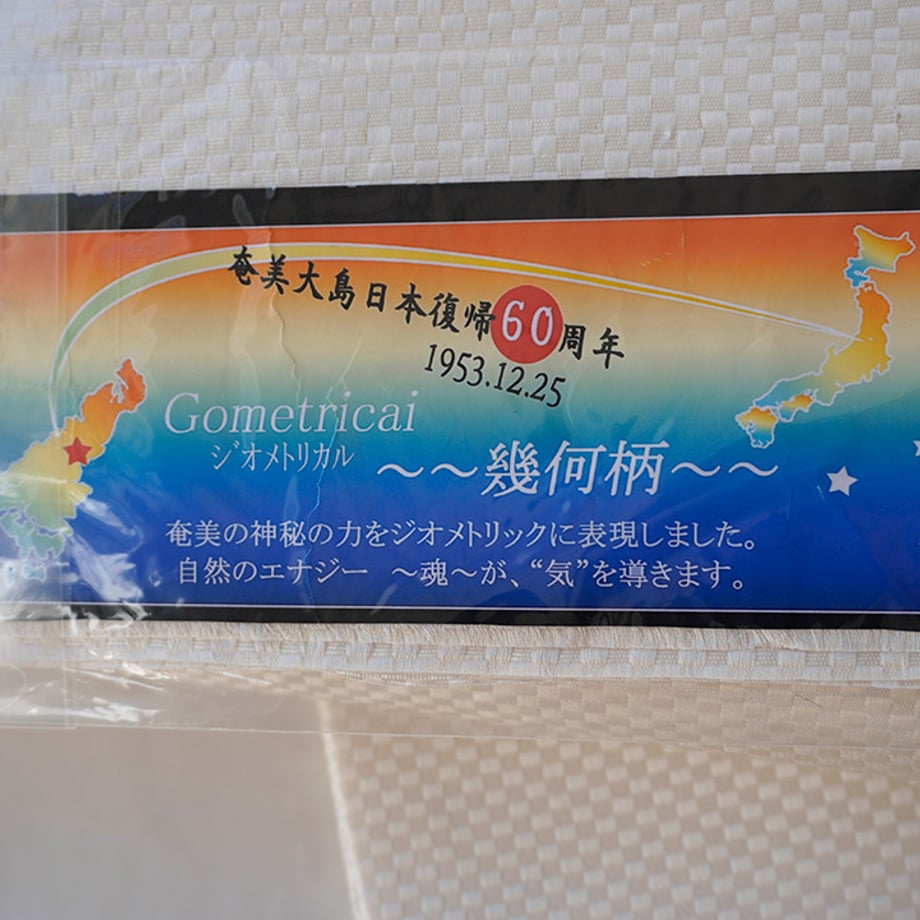 奄美大島日本復帰60周年
1953.12.25
Gometricai
ジオメトリカル
～～幾何柄～～
奄美の神秘の力をジオメトリックに表現しました。
自然のエナジー ～魂～が、“気”を導きます。